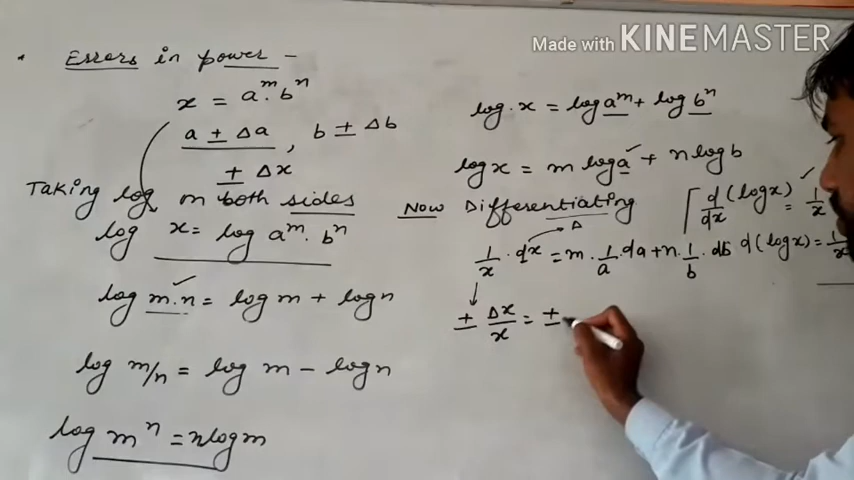 Made with KINEMASTER
Errors in power -
x = a^m . b^n
a ± Δa , b ± Δb
± Δx
Taking log on both sides
log x = log a^m . b^n
log m.n = log m + log n
log m/n = log m - log n
log m^n = n log m
log . x = log a^m + log b^n
log x = m log a + n log b
Now Differentiating
Δ
d/dx (log x) = 1/x
1/x . dx = m . 1/a . da + n . 1/b . db
d (log x) = 1/x
± Δx/x = ±